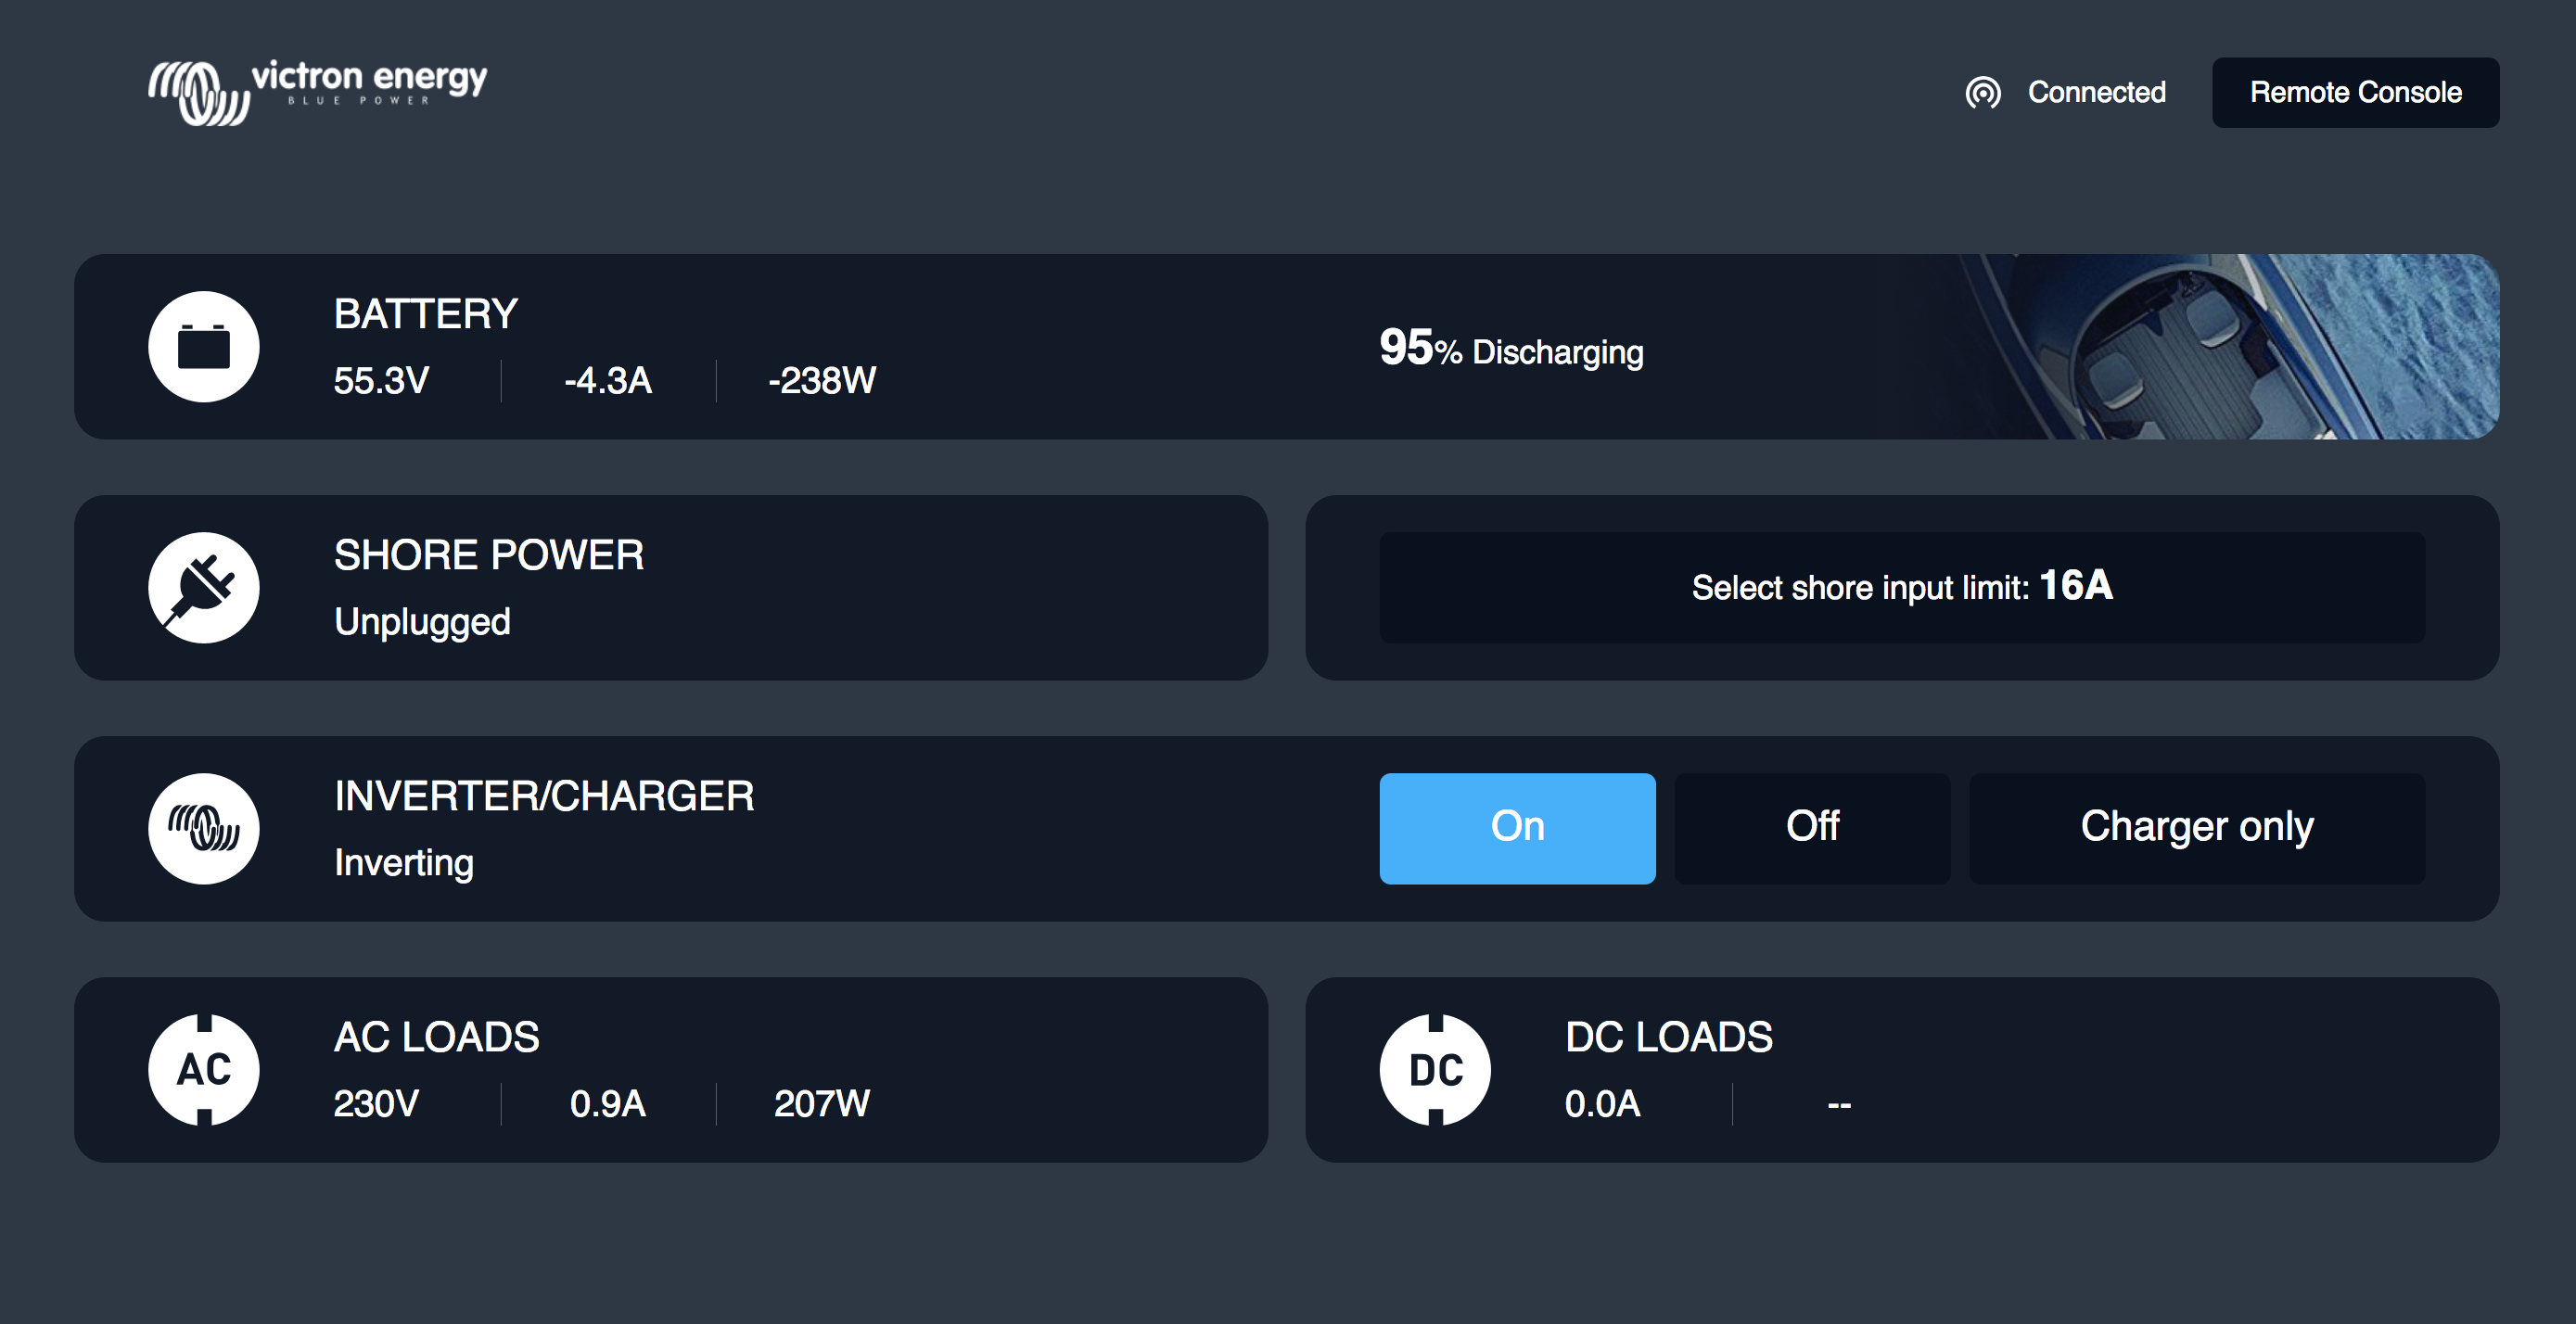 victron energy
BLUE POWER
Connected
Remote Console
BATTERY
55.3V
-4.3A
-238W
95% Discharging
SHORE POWER
Unplugged
Select shore input limit: 16A
INVERTER/CHARGER
Inverting
On
Off
Charger only
AC
AC LOADS
230V
0.9A
207W
DC
DC LOADS
0.0A
--